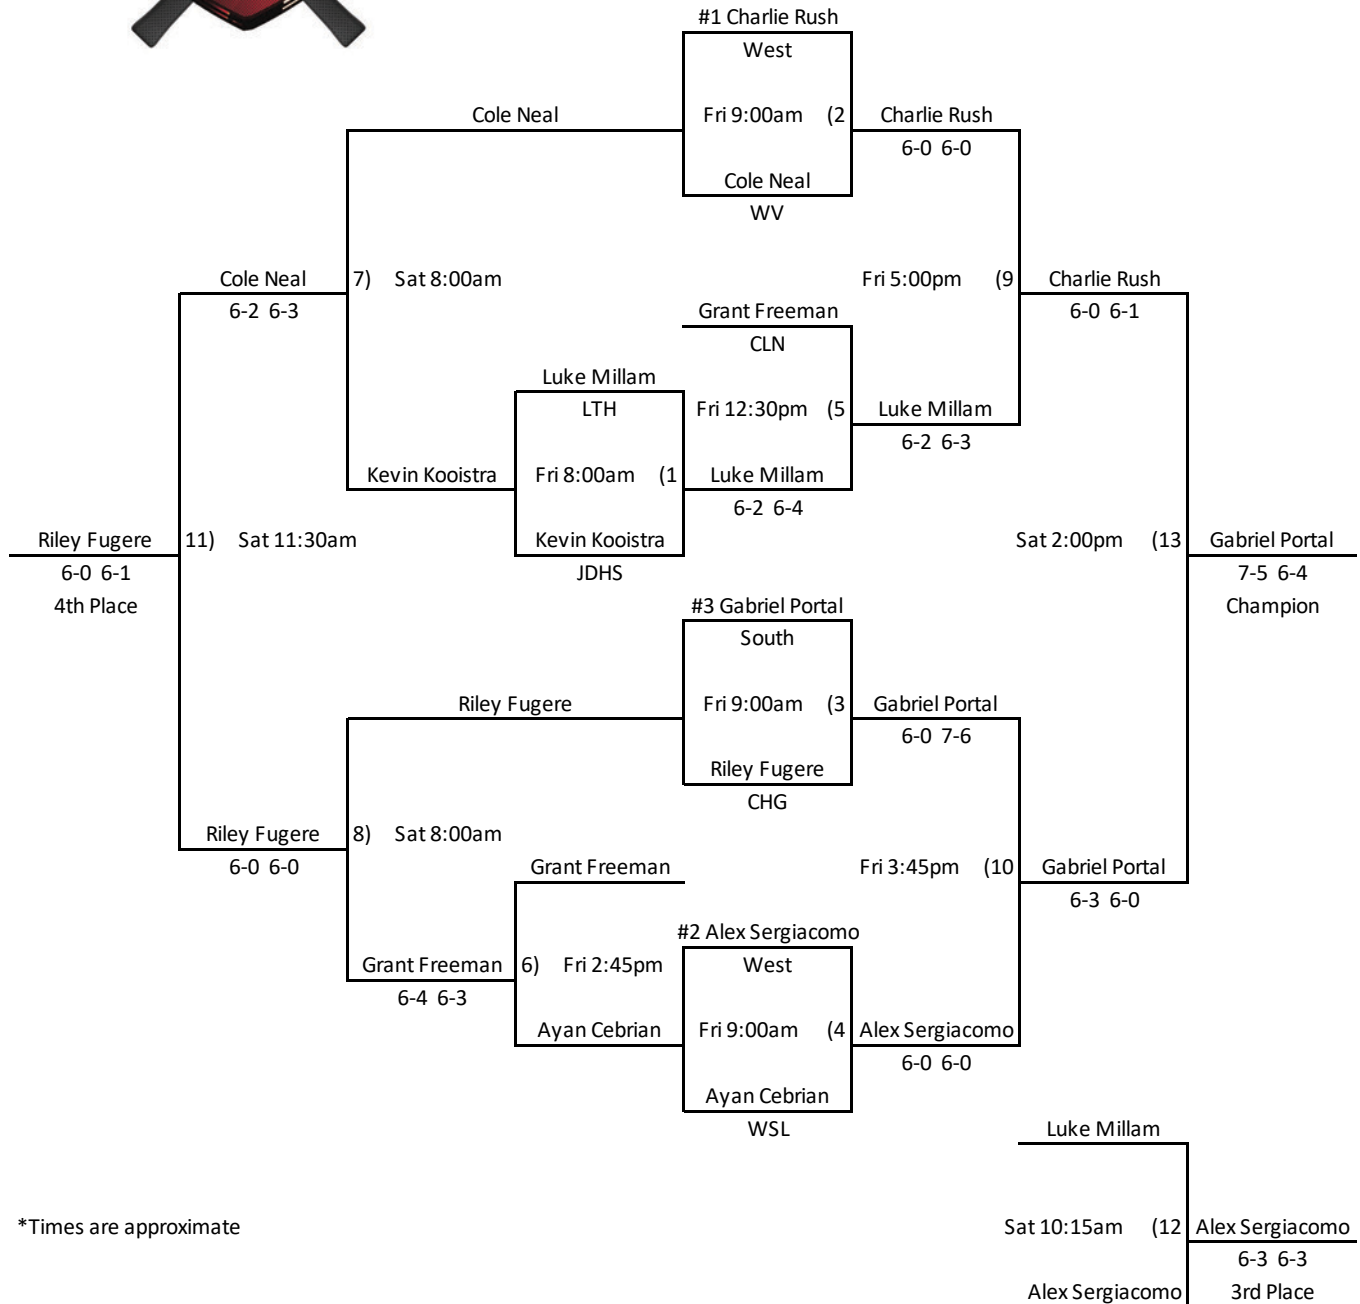 #1 Charlie Rush
West
Cole Neal
Fri 9:00am (2
Charlie Rush
6-0 6-0
Cole Neal
WV
Cole Neal
7) Sat 8:00am
Fri 5:00pm (9
Charlie Rush
6-2 6-3
6-0 6-1
Grant Freeman
CLN
Luke Millam
LTH
Fri 12:30pm (5
Luke Millam
6-2 6-3
Kevin Kooistra
Fri 8:00am (1
Luke Millam
6-2 6-4
Riley Fugere
11) Sat 11:30am
Kevin Kooistra
Sat 2:00pm (13
Gabriel Portal
6-0 6-1
JDHS
7-5 6-4
4th Place
#3 Gabriel Portal
Champion
South
Riley Fugere
Fri 9:00am (3
Gabriel Portal
6-0 7-6
Riley Fugere
CHG
Riley Fugere
8) Sat 8:00am
6-0 6-0
Grant Freeman
Fri 3:45pm (10
Gabriel Portal
6-3 6-0
#2 Alex Sergiacomo
Grant Freeman
6) Fri 2:45pm
West
6-4 6-3
Ayan Cebrian
Fri 9:00am (4
Alex Sergiacomo
6-0 6-0
Ayan Cebrian
WSL
Luke Millam
*Times are approximate
Sat 10:15am (12
Alex Sergiacomo
6-3 6-3
Alex Sergiacomo
3rd Place